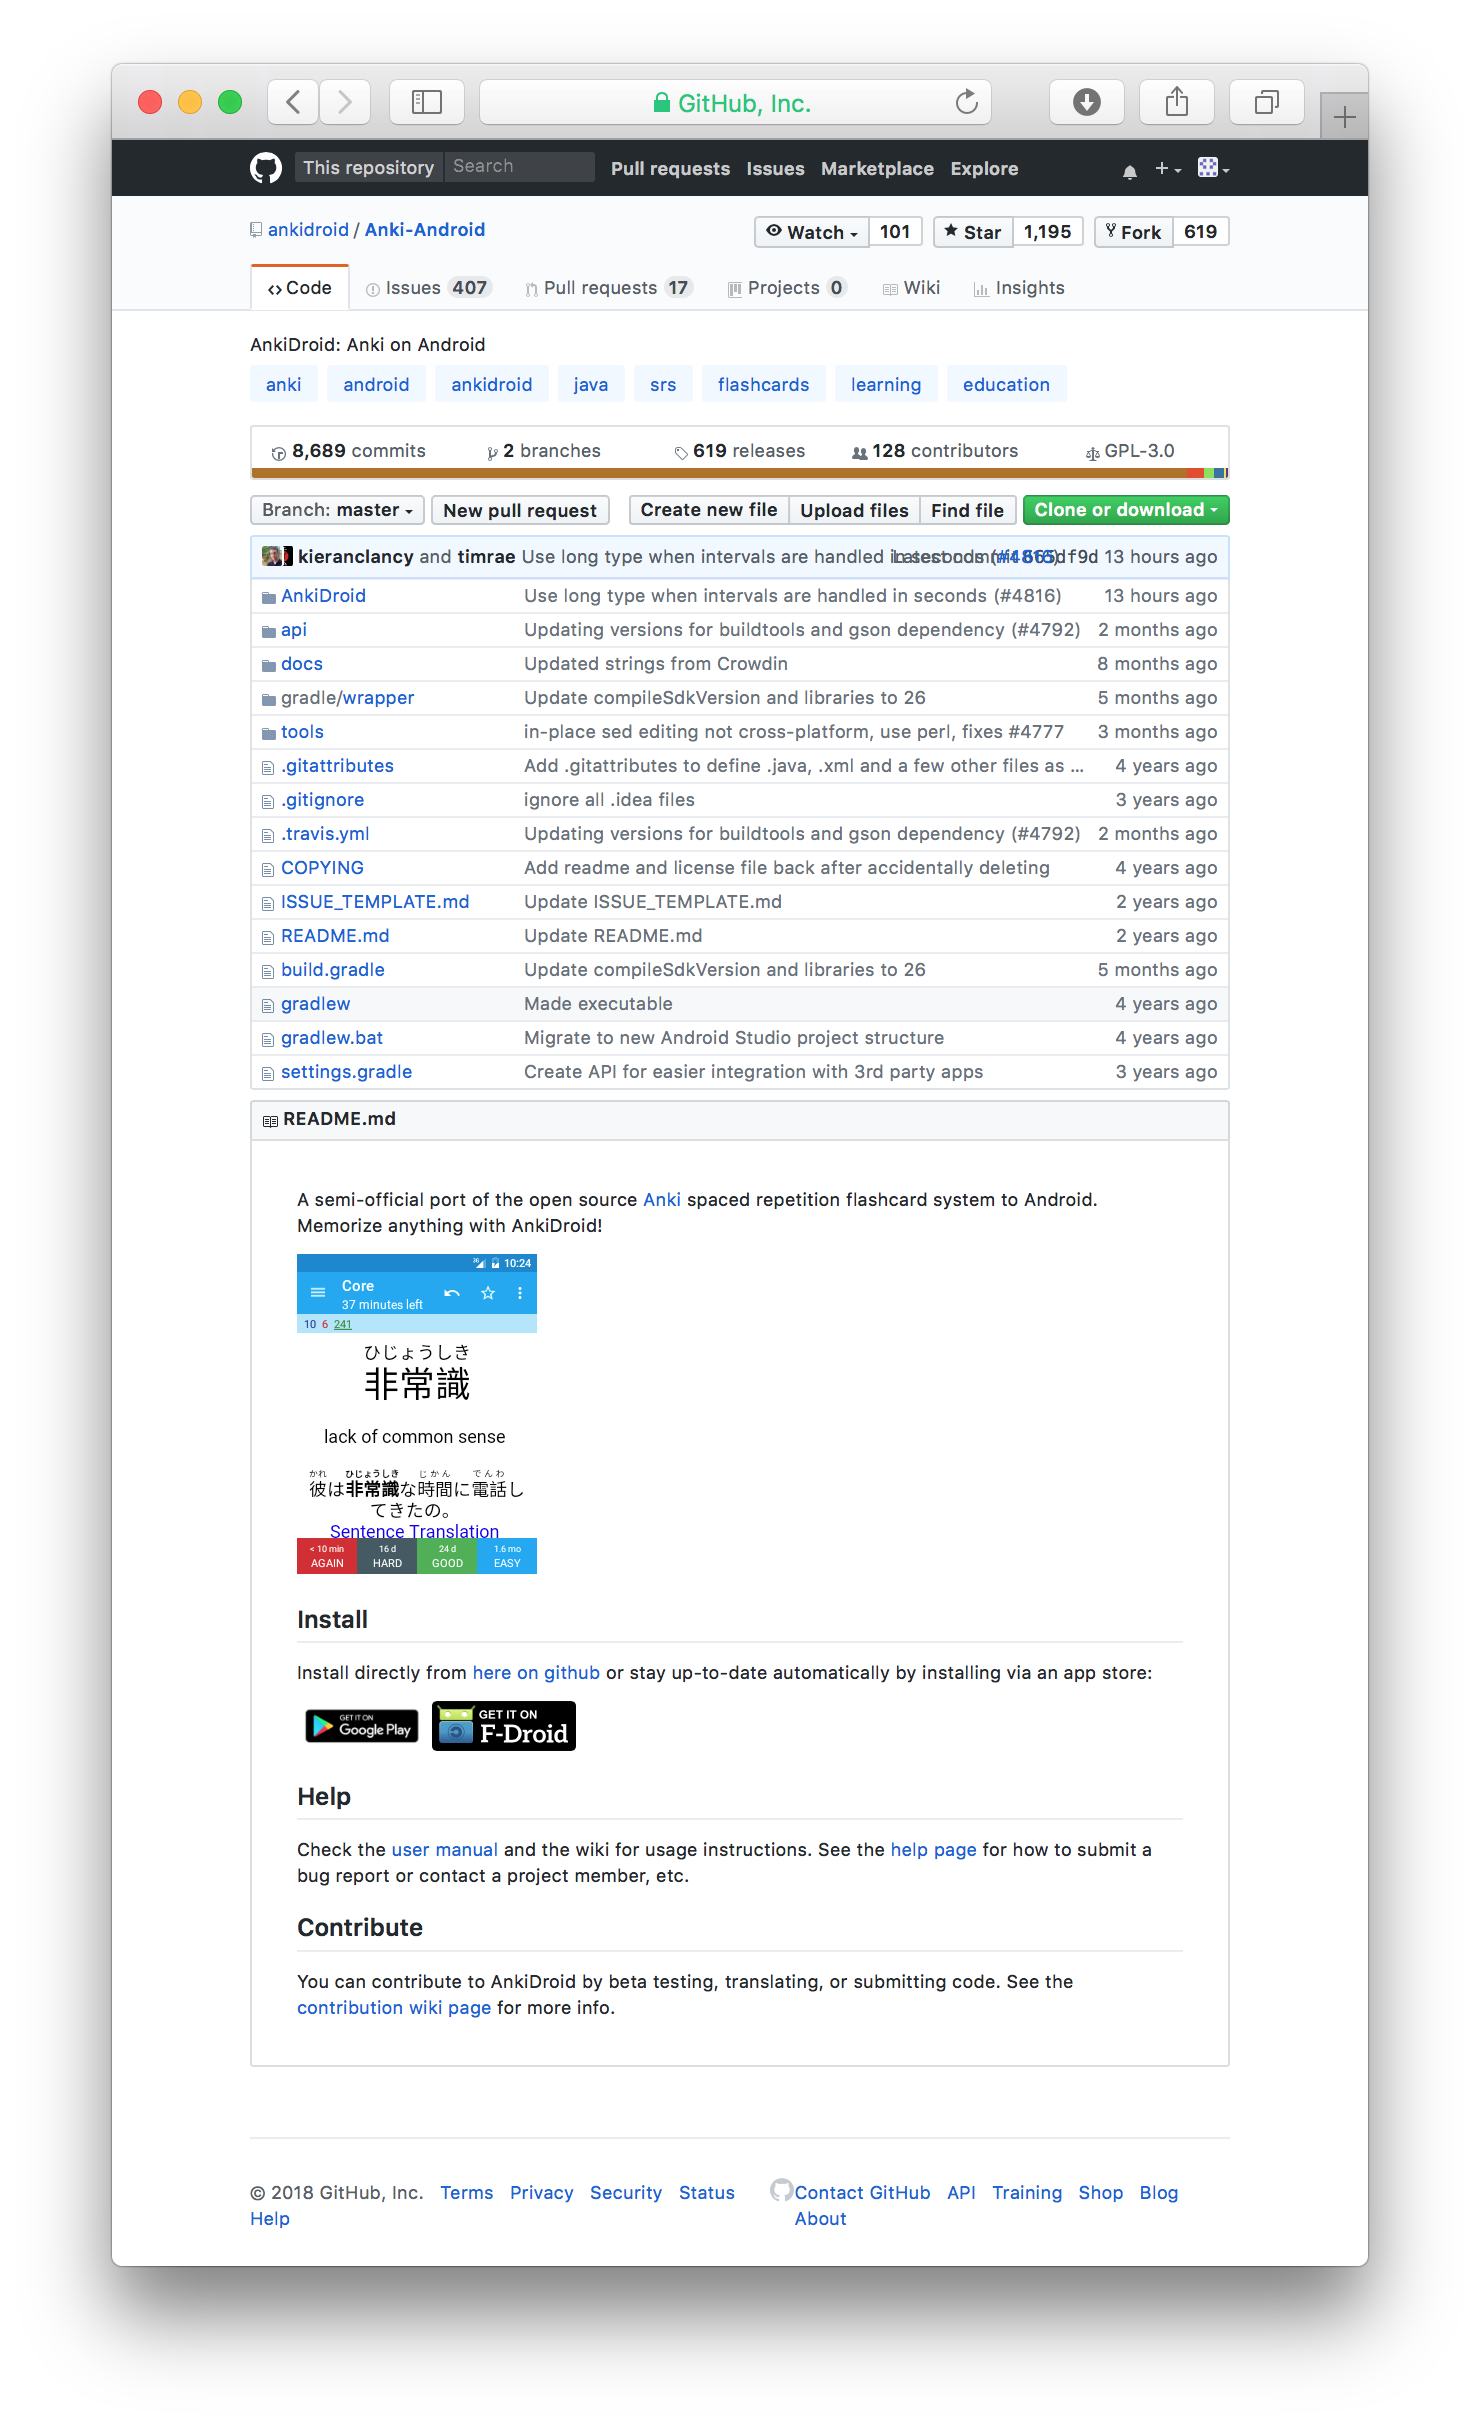 GitHub, Inc.
This repository Search Pull requests Issues Marketplace Explore
ankidroid / Anki-Android Watch 101 Star 1,195 Fork 619
Code Issues 407 Pull requests 17 Projects 0 Wiki Insights
AnkiDroid: Anki on Android
anki android ankidroid java srs flashcards learning education
8,689 commits 2 branches 619 releases 128 contributors GPL-3.0
Branch: master New pull request Create new file Upload files Find file Clone or download
kieranclancy and timrae Use long type when intervals are handled in seconds (#4816) 13 hours ago
AnkiDroid Use long type when intervals are handled in seconds (#4816) 13 hours ago
api Updating versions for buildtools and gson dependency (#4792) 2 months ago
docs Updated strings from Crowdin 8 months ago
gradle/wrapper Update compileSdkVersion and libraries to 26 5 months ago
tools in-place sed editing not cross-platform, use perl, fixes #4777 3 months ago
.gitattributes Add .gitattributes to define .java, .xml and a few other files as ... 4 years ago
.gitignore ignore all .idea files 3 years ago
.travis.yml Updating versions for buildtools and gson dependency (#4792) 2 months ago
COPYING Add readme and license file back after accidentally deleting 4 years ago
ISSUE_TEMPLATE.md Update ISSUE_TEMPLATE.md 2 years ago
README.md Update README.md 2 years ago
build.gradle Update compileSdkVersion and libraries to 26 5 months ago
gradlew Made executable 4 years ago
gradlew.bat Migrate to new Android Studio project structure 4 years ago
settings.gradle Create API for easier integration with 3rd party apps 3 years ago
README.md
A semi-official port of the open source Anki spaced repetition flashcard system to Android.
Memorize anything with AnkiDroid!
10:24
Core
37 minutes left
10 6 241
ひじょうしき
非常識
lack of common sense
かれ ひじょうしき じかん でんわ
彼は非常識な時間に電話し
てきたの。
Sentence Translation
< 10 min 16 d 24 d 1.6 mo
AGAIN HARD GOOD EASY
Install
Install directly from here on github or stay up-to-date automatically by installing via an app store:
GET IT ON Google Play
GET IT ON F-Droid
Help
Check the user manual and the wiki for usage instructions. See the help page for how to submit a
bug report or contact a project member, etc.
Contribute
You can contribute to AnkiDroid by beta testing, translating, or submitting code. See the
contribution wiki page for more info.
© 2018 GitHub, Inc. Terms Privacy Security Status
Help
Contact GitHub API Training Shop Blog
About